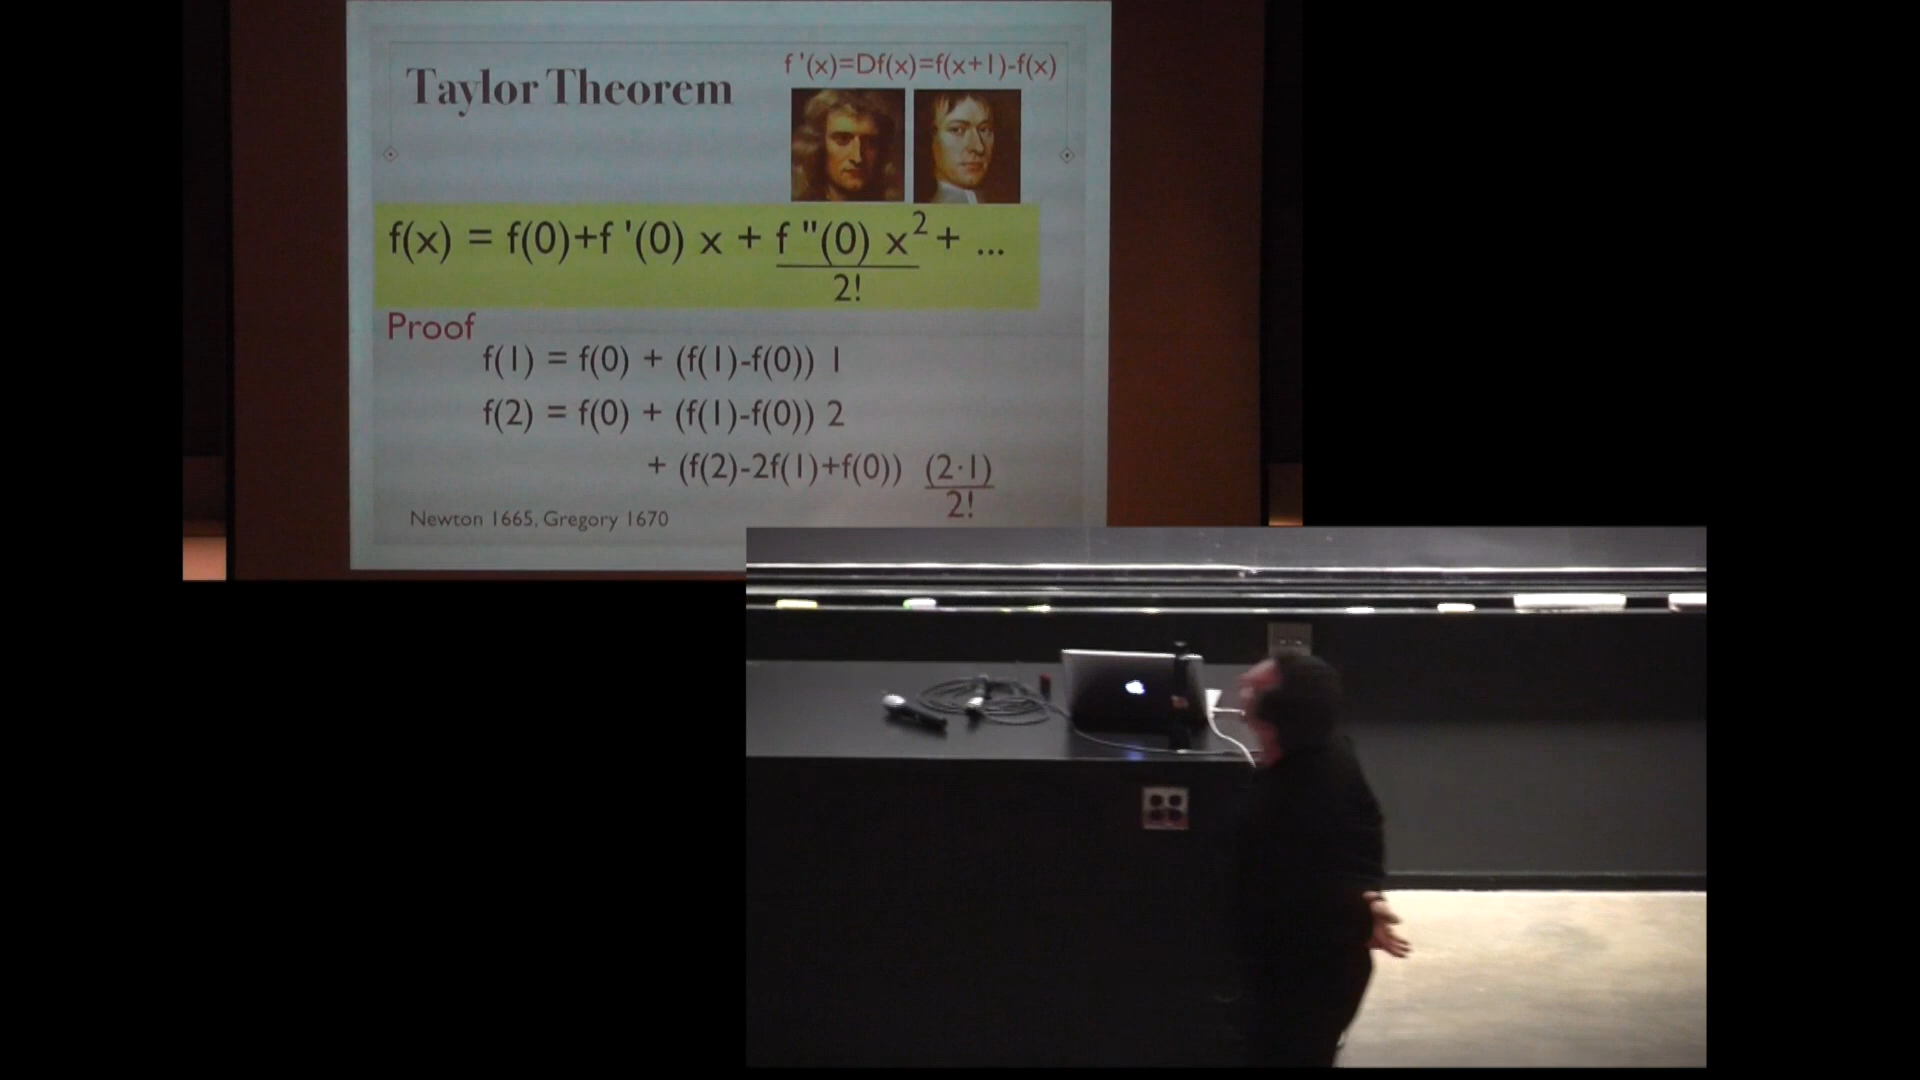 Taylor Theorem
f '(x)=Df(x)=f(x+1)-f(x)
f(x) = f(0)+f '(0) x + f "(0) x² + ...
2!
Proof
f(1) = f(0) + (f(1)-f(0)) 1
f(2) = f(0) + (f(1)-f(0)) 2
+ (f(2)-2f(1)+f(0)) (2·1)
2!
Newton 1665, Gregory 1670